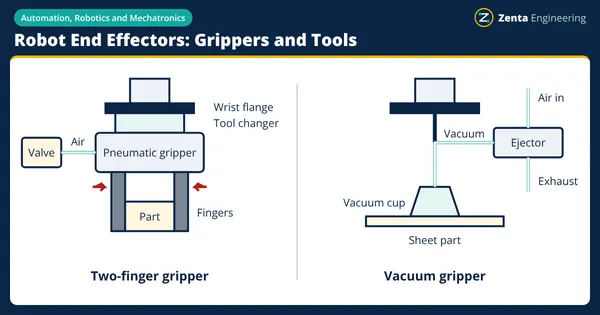 Automation, Robotics and Mechatronics
Zenta Engineering
Robot End Effectors: Grippers and Tools
Wrist flange
Tool changer
Air
Valve
Pneumatic gripper
Part
Fingers
Two-finger gripper
Air in
Vacuum
Ejector
Exhaust
Vacuum cup
Sheet part
Vacuum gripper